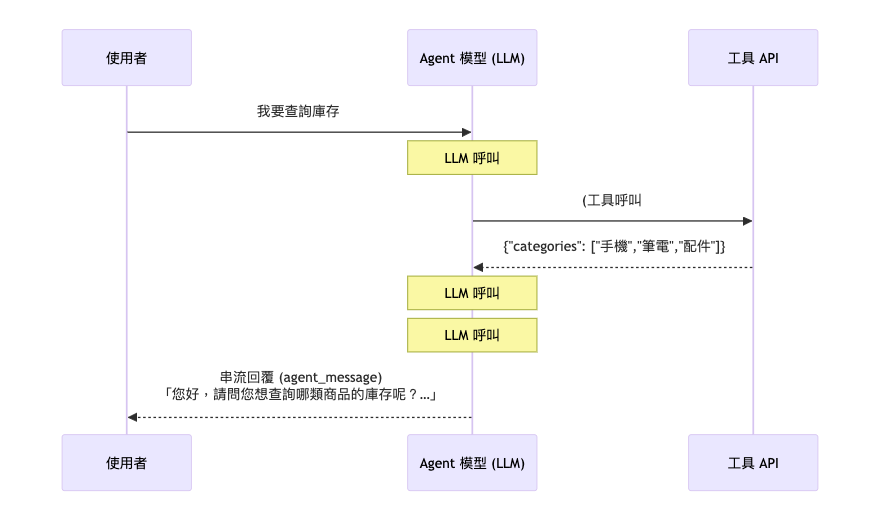 使用者
Agent 模型 (LLM)
工具 API
我要查詢庫存
LLM 呼叫
(工具呼叫
{"categories": ["手機","筆電","配件"]}
LLM 呼叫
LLM 呼叫
串流回覆 (agent_message)
「您好，請問您想查詢哪類商品的庫存呢？...」
使用者
Agent 模型 (LLM)
工具 API